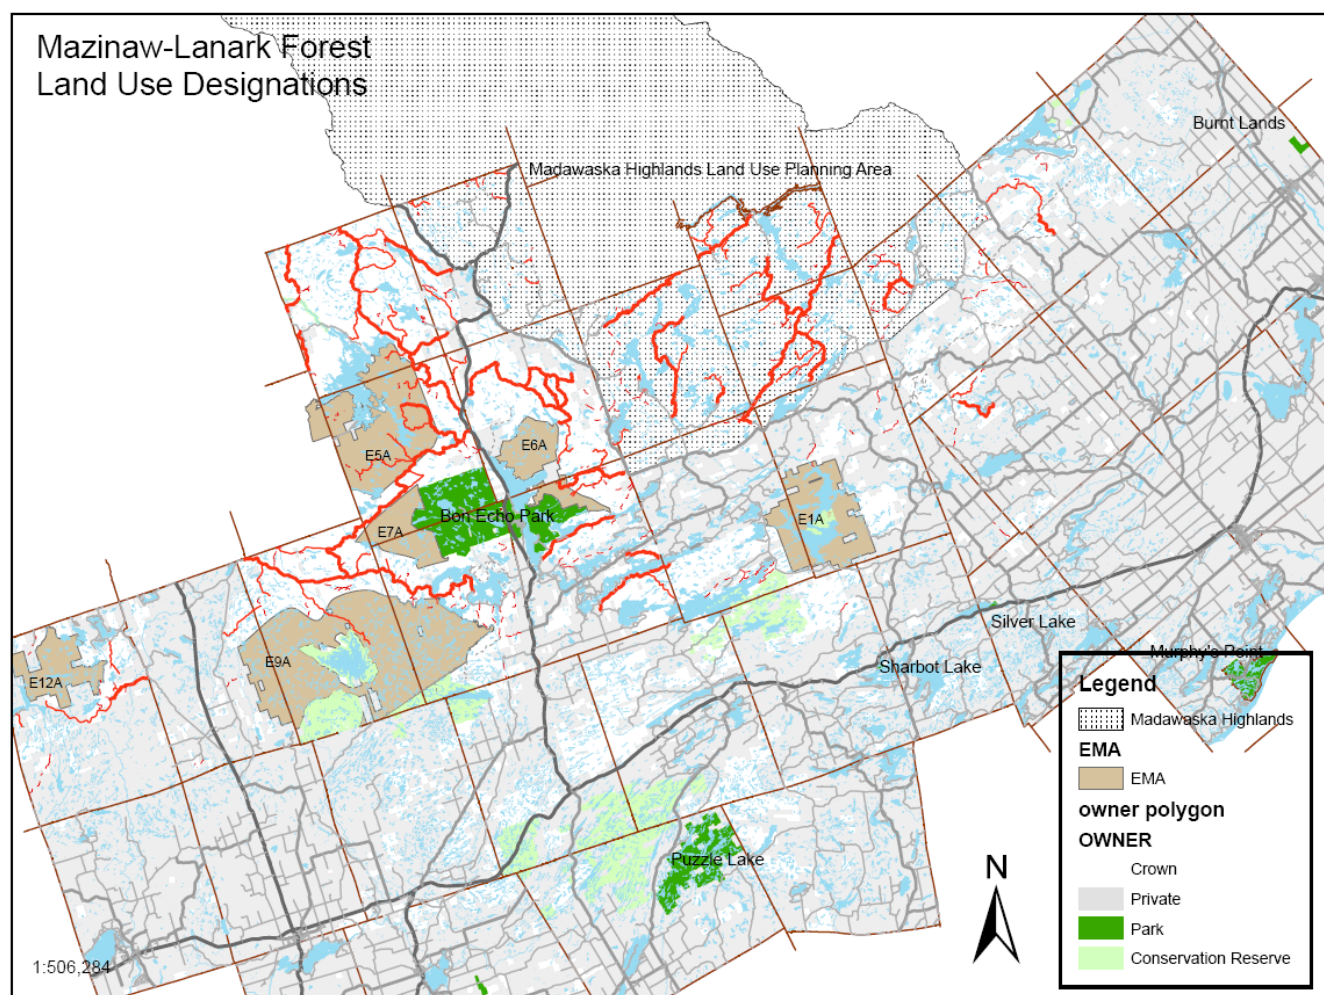 Mazinaw-Lanark Forest
Land Use Designations
Burnt Lands
Madawaska Highlands Land Use Planning Area
E5A
E6A
Bon Echo Park
E7A
E1A
Silver Lake
Murphy's Point
E9A
Sharbot Lake
E12A
Puzzle Lake
Legend
Madawaska Highlands
EMA
EMA
owner polygon
OWNER
Crown
Private
Park
Conservation Reserve
N
1:506,284